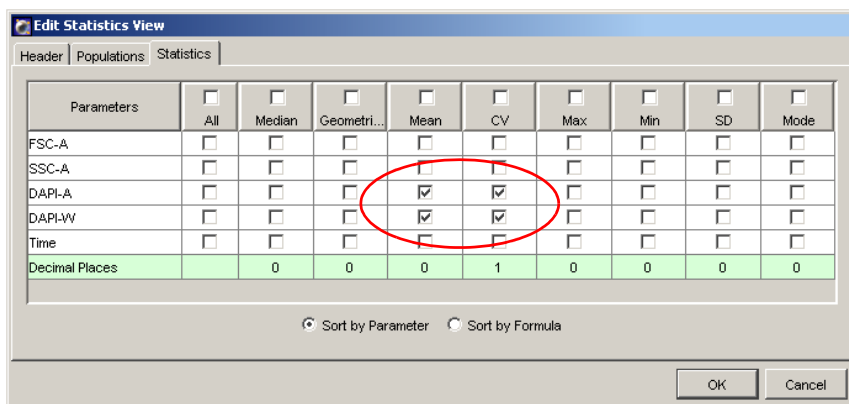 Edit Statistics View
Header Populations Statistics
Parameters All Median Geometri... Mean CV Max Min SD Mode
FSC-A
SSC-A
DAPI-A
DAPI-W
Time
Decimal Places 0 0 0 1 0 0 0 0
Sort by Parameter Sort by Formula
OK Cancel